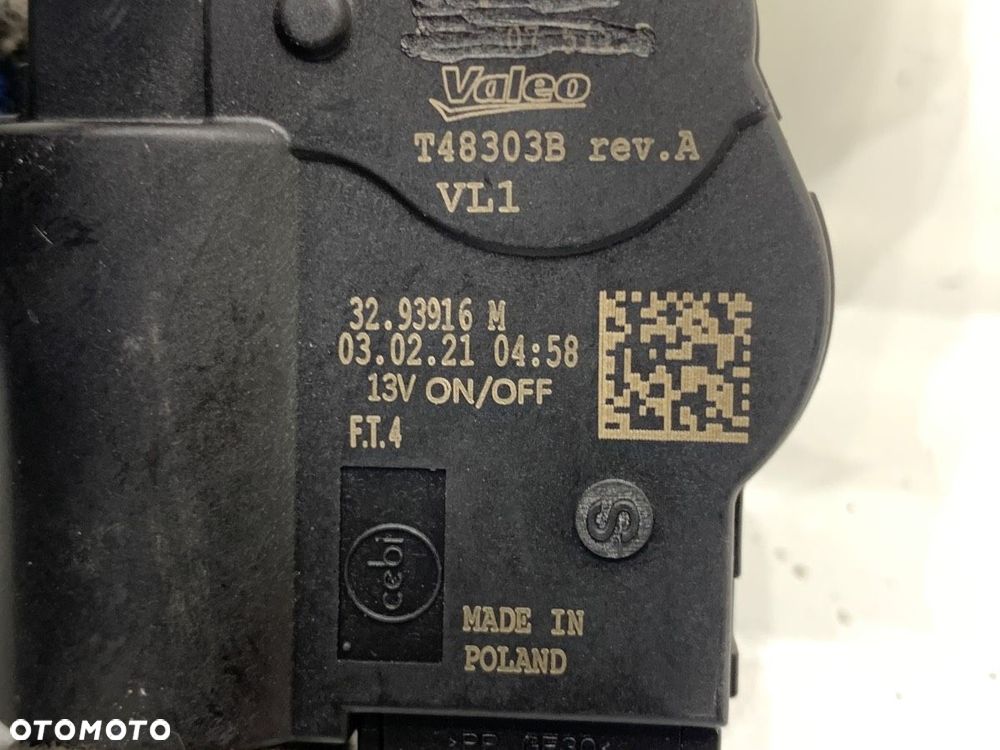 Valeo
T48303B rev.A
VL1
32.93916 M
03.02.21 04:58
13V ON/OFF
F.T.4
cebi
S
MADE IN
POLAND
OTOMOTO